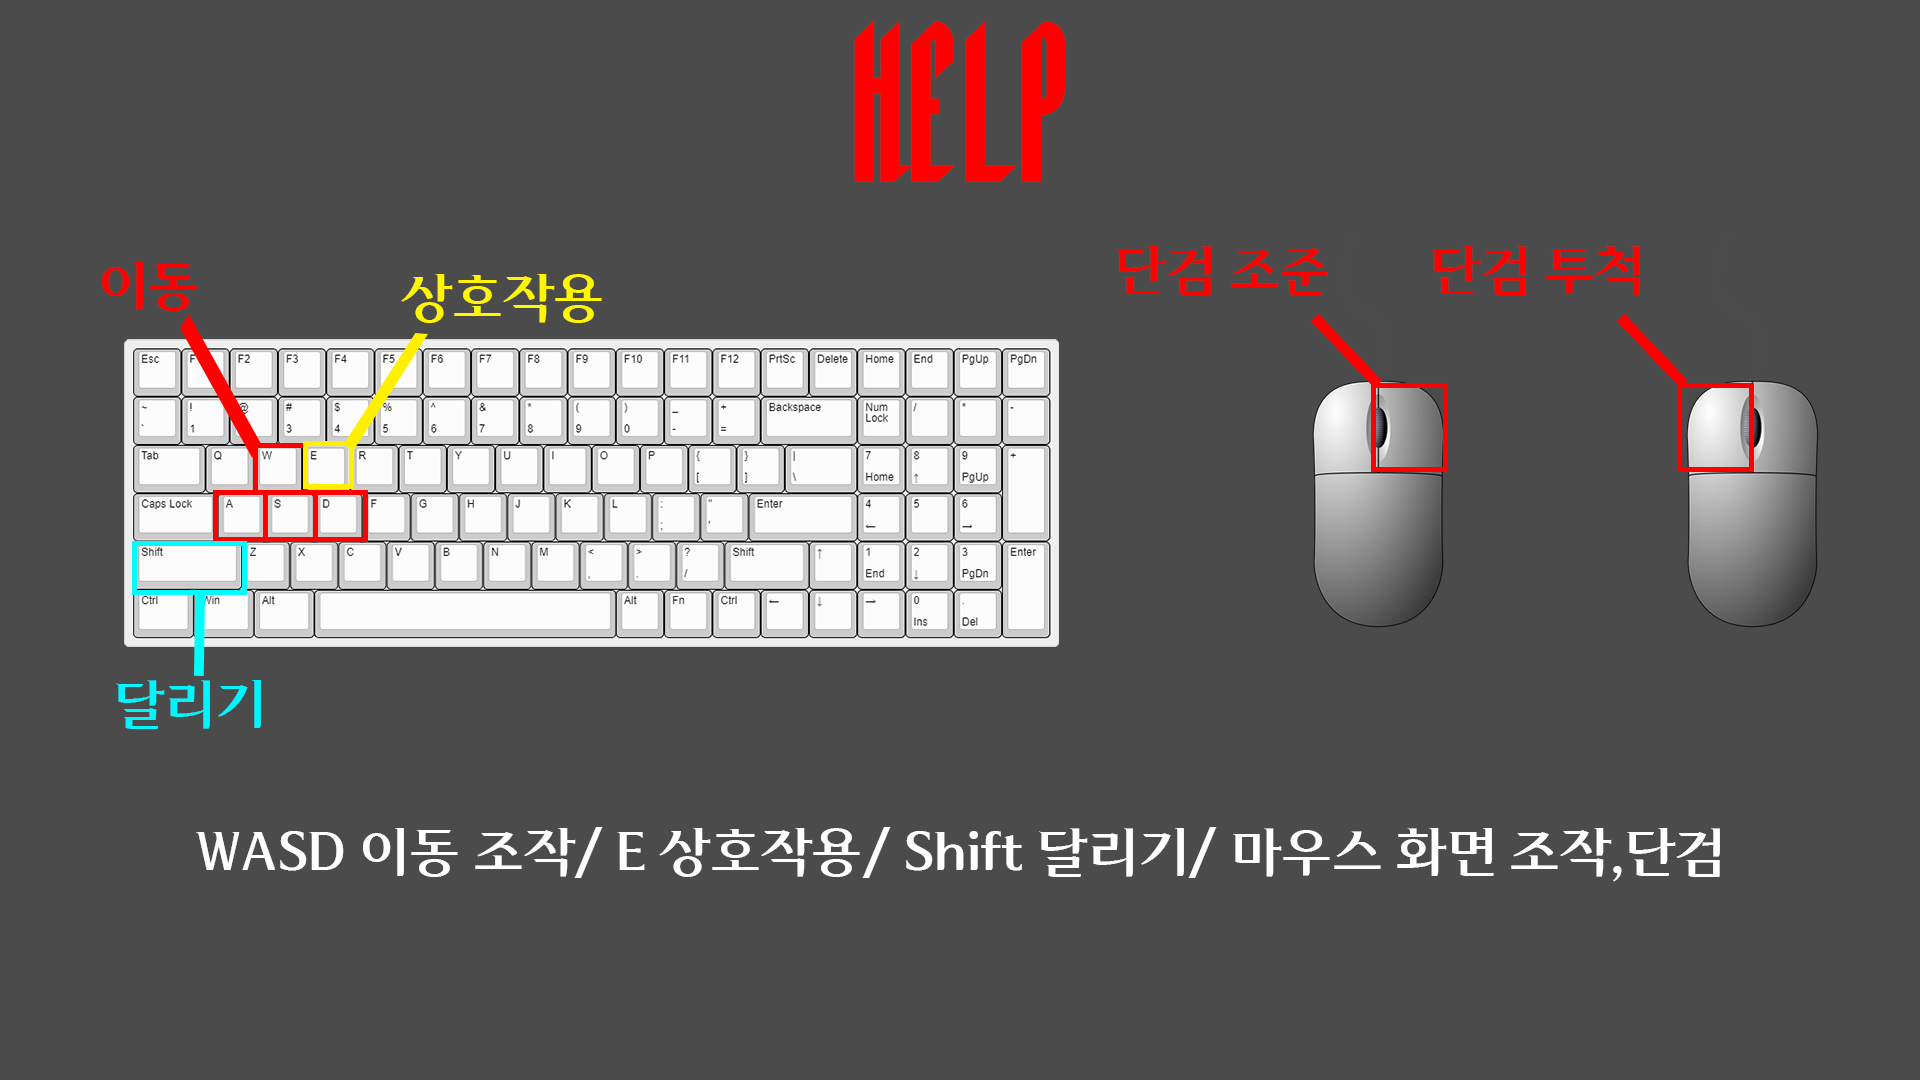 HELP
단검 조준 단검 투척
이동 상호작용
Esc F F2 F3 F4 F5 F6 F7 F8 F9 F10 F11 F12 PrtSc Delete Home End PgUp PgDn
~ ! @ # $ % ^ & * ( ) _ + Backspace Num Lock / * -
` 1 3 4 5 6 7 8 9 0 - =
Tab Q W E R T Y U I O P { } | 7 8 9 +
[ ] \ Home ↑ PgUp
Caps Lock A S D F G H J K L : " Enter 4 5 6
; ' ← →
Shift Z X C V B N M < > ? Shift ↑ 1 2 3 Enter
, . / End ↓ PgDn
Ctrl Win Alt Alt Fn Ctrl ← ↓ → 0 .
Ins Del
달리기
WASD 이동 조작/ E 상호작용/ Shift 달리기/ 마우스 화면 조작,단검